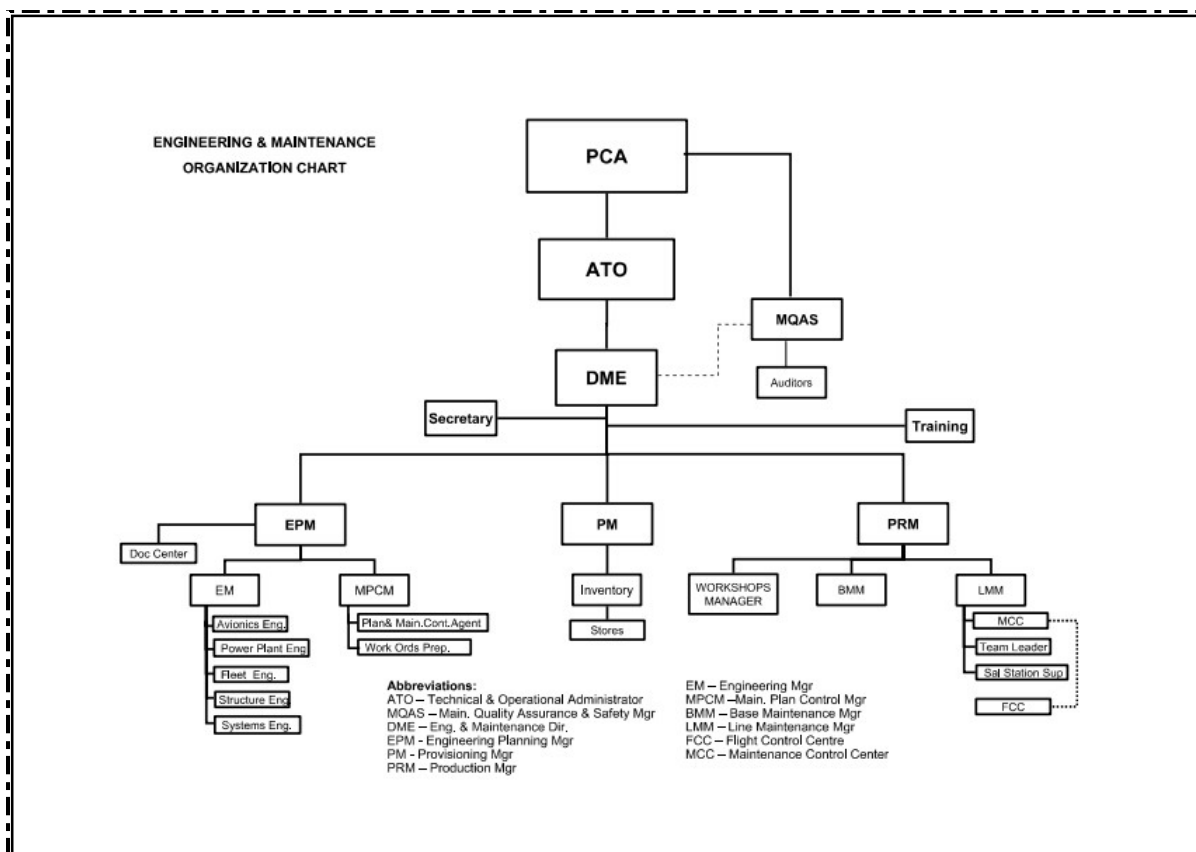 ENGINEERING & MAINTENANCE
ORGANIZATION CHART
PCA
ATO
MQAS
DME
Auditors
Secretary
Training
EPM
PM
PRM
Doc Center
EM
MPCM
Inventory
WORKSHOPS
MANAGER
BMM
LMM
Avionics Eng.
Plan& Main.Cont.Agent
Stores
MCC
Power Plant Eng
Work Ords Prep.
Team Leader
Fleet Eng.
Sal Station Sup
Structure Eng
FCC
Systems Eng.
Abbreviations:
ATO – Technical & Operational Administrator
MQAS – Main. Quality Assurance & Safety Mgr
DME – Eng. & Maintenance Dir.
EPM - Engineering Planning Mgr
PM - Provisioning Mgr
PRM – Production Mgr
EM – Engineering Mgr
MPCM –Main. Plan Control Mgr
BMM – Base Maintenance Mgr
LMM – Line Maintenance Mgr
FCC – Flight Control Centre
MCC – Maintenance Control Center